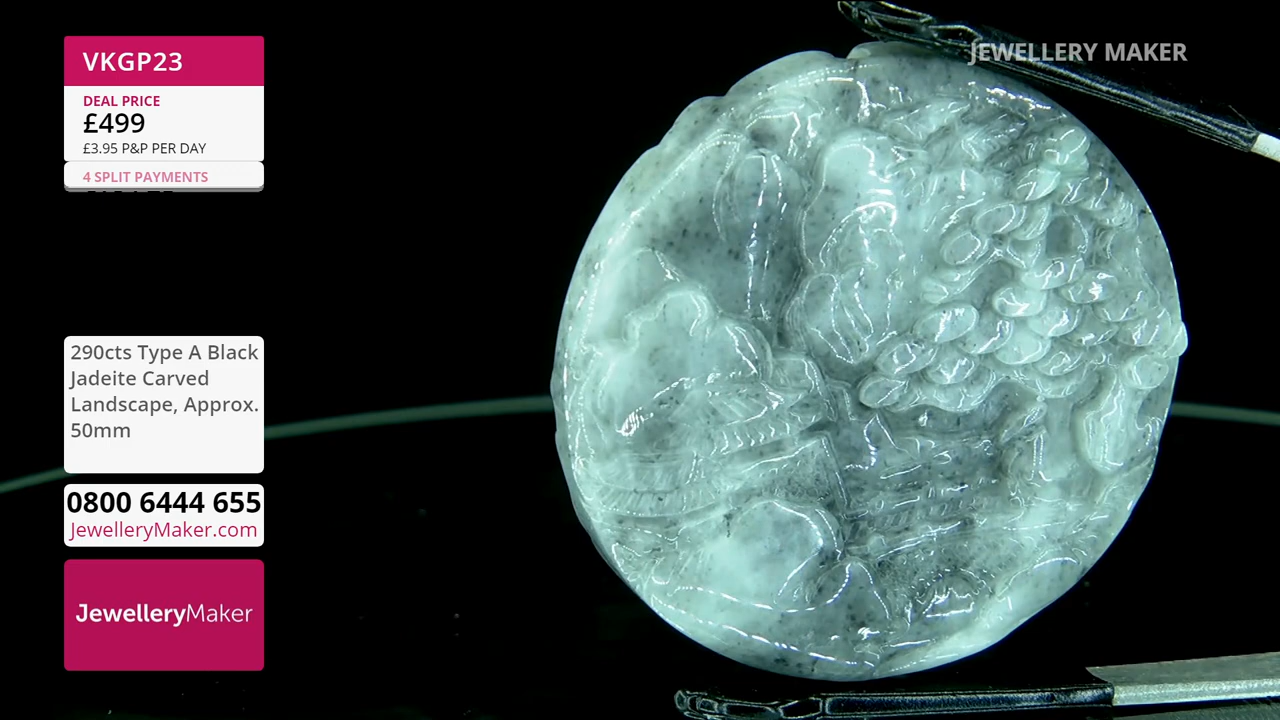 VKGP23
DEAL PRICE
£499
£3.95 P&P PER DAY
4 SPLIT PAYMENTS
290cts Type A Black
Jadeite Carved
Landscape, Approx.
50mm
0800 6444 655
JewelleryMaker.com
JewelleryMaker
JEWELLERY MAKER